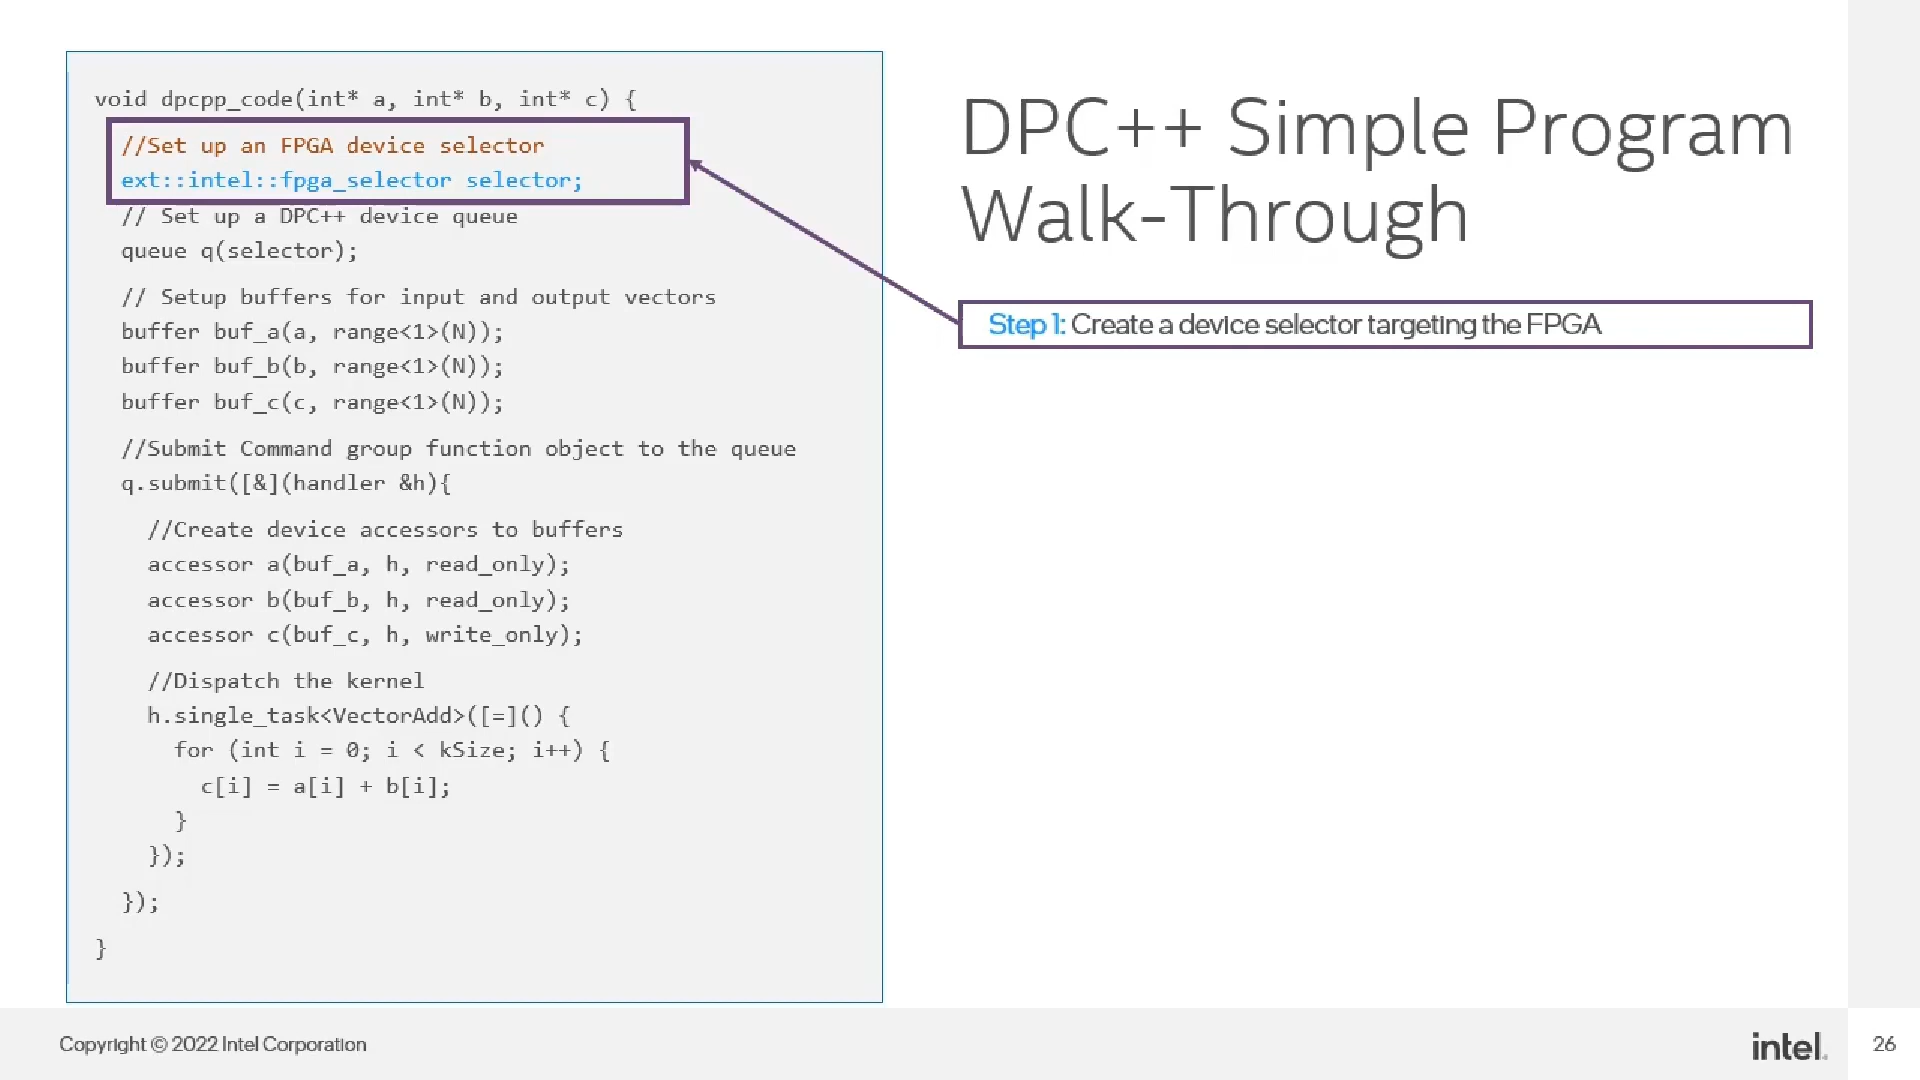 void dpcpp_code(int* a, int* b, int* c) {
//Set up an FPGA device selector
ext::intel::fpga_selector selector;
// Set up a DPC++ device queue
queue q(selector);
// Setup buffers for input and output vectors
buffer buf_a(a, range<1>(N));
buffer buf_b(b, range<1>(N));
buffer buf_c(c, range<1>(N));
//Submit Command group function object to the queue
q.submit([&](handler &h){
//Create device accessors to buffers
accessor a(buf_a, h, read_only);
accessor b(buf_b, h, read_only);
accessor c(buf_c, h, write_only);
//Dispatch the kernel
h.single_task<VectorAdd>([=]() {
for (int i = 0; i < kSize; i++) {
c[i] = a[i] + b[i];
}
});
});
}
DPC++ Simple Program
Walk-Through
Step 1: Create a device selector targeting the FPGA
Copyright © 2022 Intel Corporation
intel.
26